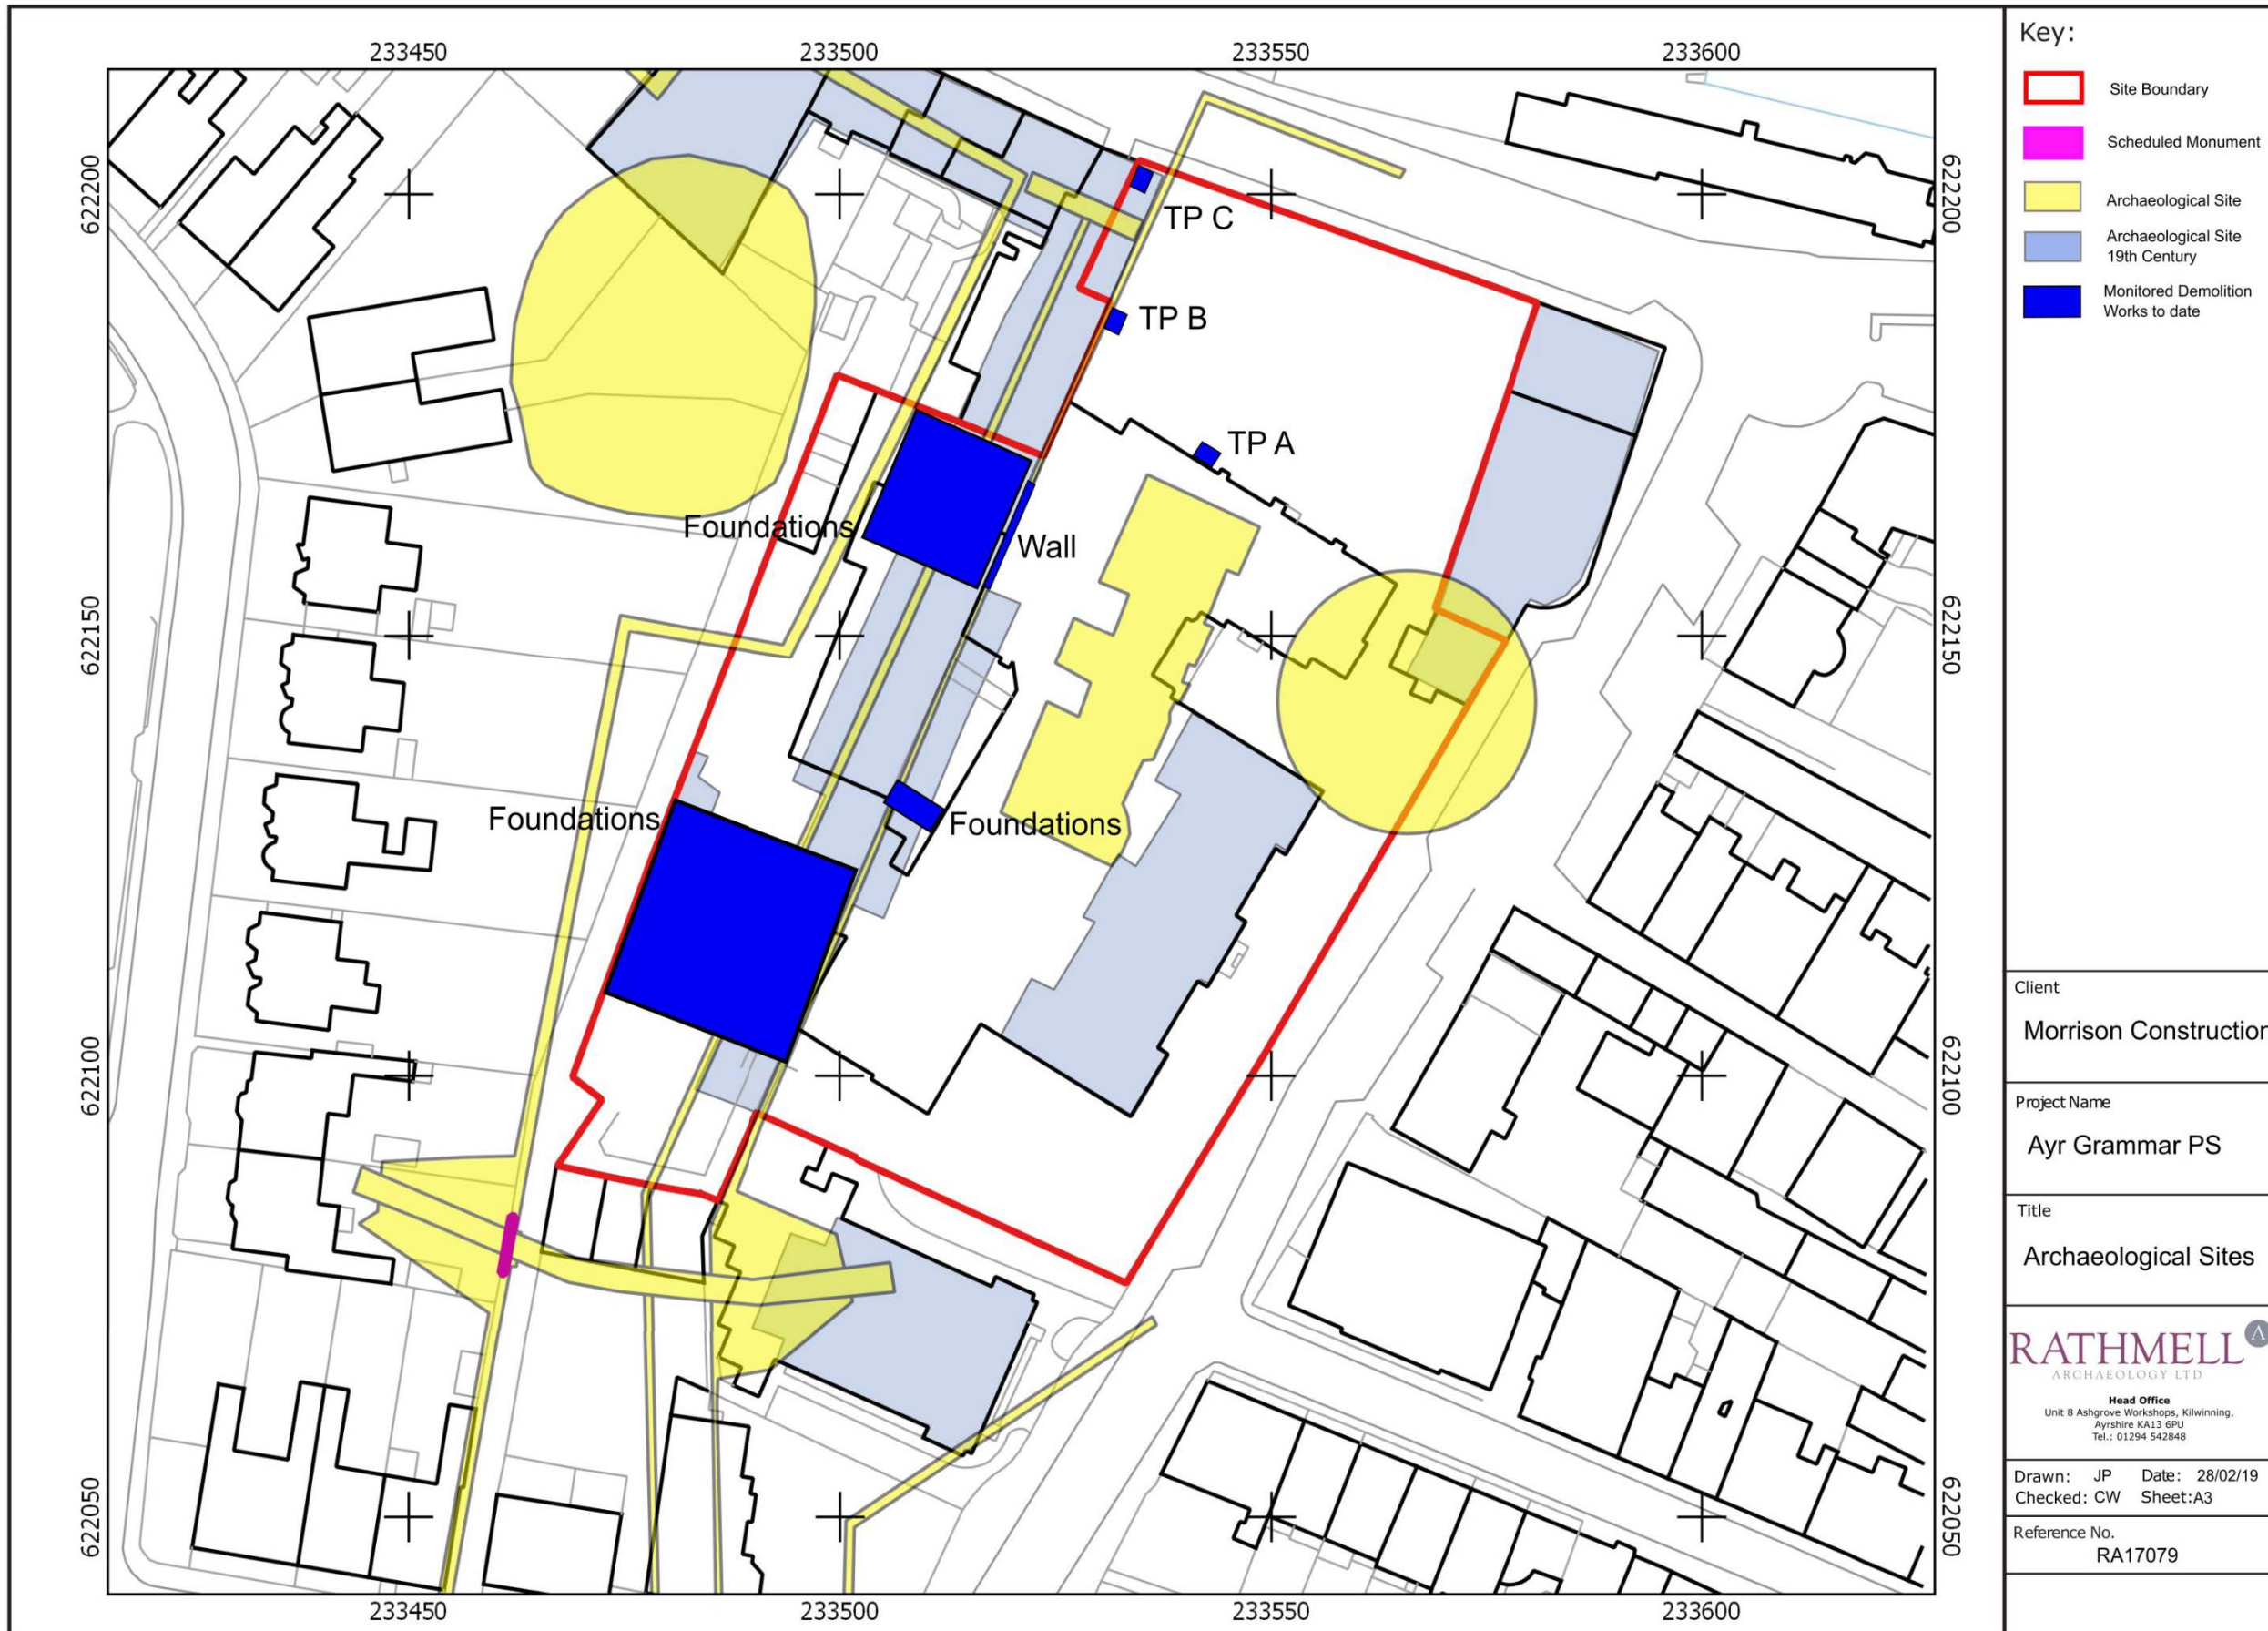 233450
233500
233550
233600
622200
622150
622100
622050
622200
622150
622100
622050
TP C
TP B
TP A
Foundations
Wall
Foundations
Foundations
233450
233500
233550
233600
Key:
Site Boundary
Scheduled Monument
Archaeological Site
Archaeological Site
19th Century
Monitored Demolition
Works to date
Client
Morrison Construction
Project Name
Ayr Grammar PS
Title
Archaeological Sites
RATHMELL
ARCHAEOLOGY LTD
Head Office
Unit 8 Ashgrove Workshops, Kilwinning,
Ayrshire KA13 6PU
Tel.: 01294 542848
Drawn: JP Date: 28/02/19
Checked: CW Sheet:A3
Reference No.
RA17079